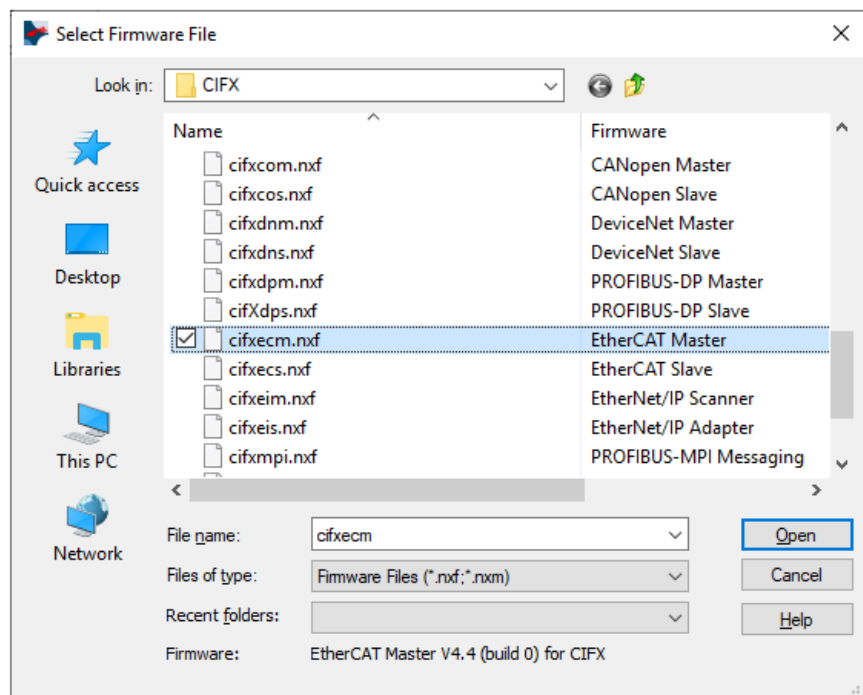 Select Firmware File
Look in: CIFX
Name Firmware
cifxcom.nxf CANopen Master
cifxcos.nxf CANopen Slave
cifxdnm.nxf DeviceNet Master
cifxdns.nxf DeviceNet Slave
cifxdpm.nxf PROFIBUS-DP Master
cifXdps.nxf PROFIBUS-DP Slave
cifxecm.nxf EtherCAT Master
cifxecs.nxf EtherCAT Slave
cifxeim.nxf EtherNet/IP Scanner
cifxeis.nxf EtherNet/IP Adapter
cifxmpi.nxf PROFIBUS-MPI Messaging
Quick access
Desktop
Libraries
This PC
Network
File name: cifxecm Open
Files of type: Firmware Files (*.nxf;*.nxm) Cancel
Recent folders: Help
Firmware: EtherCAT Master V4.4 (build 0) for CIFX